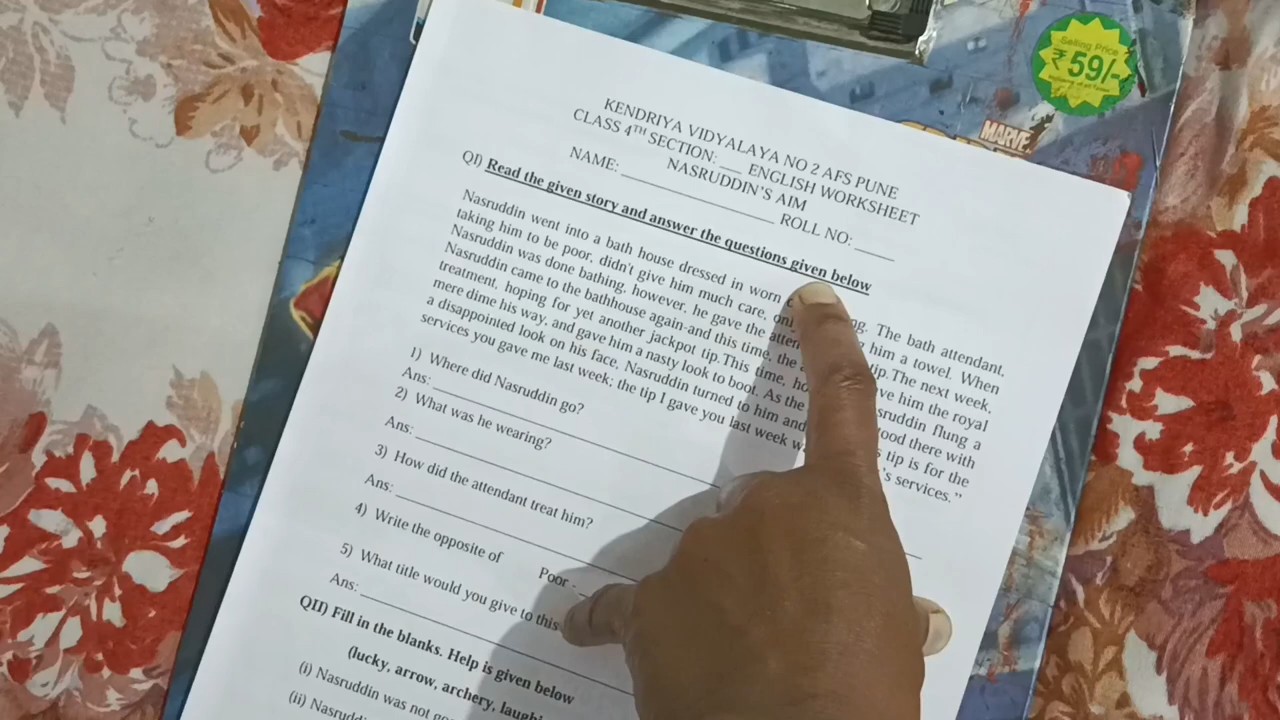 Selling Price
₹ 59/-
MARVEL
KENDRIYA VIDYALAYA NO 2 AFS PUNE
CLASS 4TH SECTION: ___ ENGLISH WORKSHEET
NASRUDDIN'S AIM
NAME: ______________ ROLL NO: _____
QI) Read the given story and answer the questions given below
Nasruddin went into a bath house dressed in worn The bath attendant,
taking him to be poor, didn't give him much care, him a towel. When
Nasruddin was done bathing, however, he gave the tip.The next week,
Nasruddin came to the bathhouse again-and this time, the him the royal
treatment, hoping for yet another jackpot tip.This time, flung a
mere dime his way, and gave him a nasty look to boot. As the there with
a disappointed look on his face, Nasruddin turned to him and tip is for the
services you gave me last week; the tip I gave you last week 's services."
1) Where did Nasruddin go?
Ans:
2) What was he wearing?
Ans:
3) How did the attendant treat him?
Ans:
4) Write the opposite of Poor -
5) What title would you give to this
Ans:
QII) Fill in the blanks. Help is given below
(lucky, arrow, archery,
(i) Nasruddin was not
(ii)